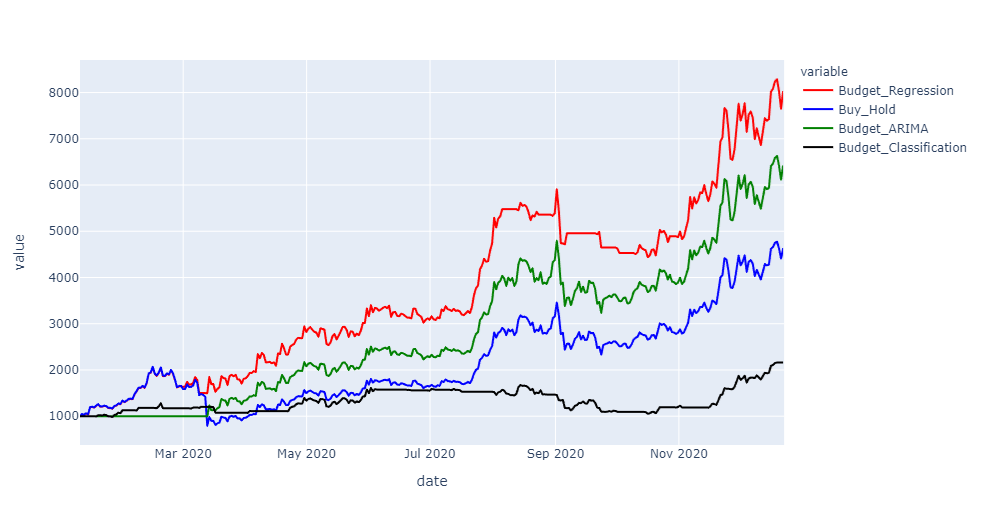 variable
Budget_Regression
Buy_Hold
Budget_ARIMA
Budget_Classification
value
8000
7000
6000
5000
4000
3000
2000
1000
Mar 2020 May 2020 Jul 2020 Sep 2020 Nov 2020
date